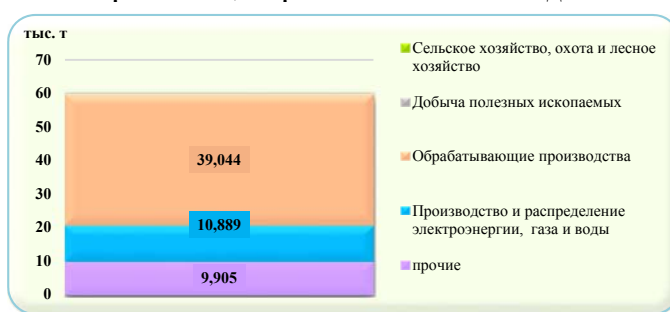 тыс. т
70
60
50
40
30
20
10
0
39,044
10,889
9,905
Сельское хозяйство, охота и лесное
хозяйство
Добыча полезных ископаемых
Обрабатывающие производства
Производство и распределение
электроэнергии, газа и воды
прочие